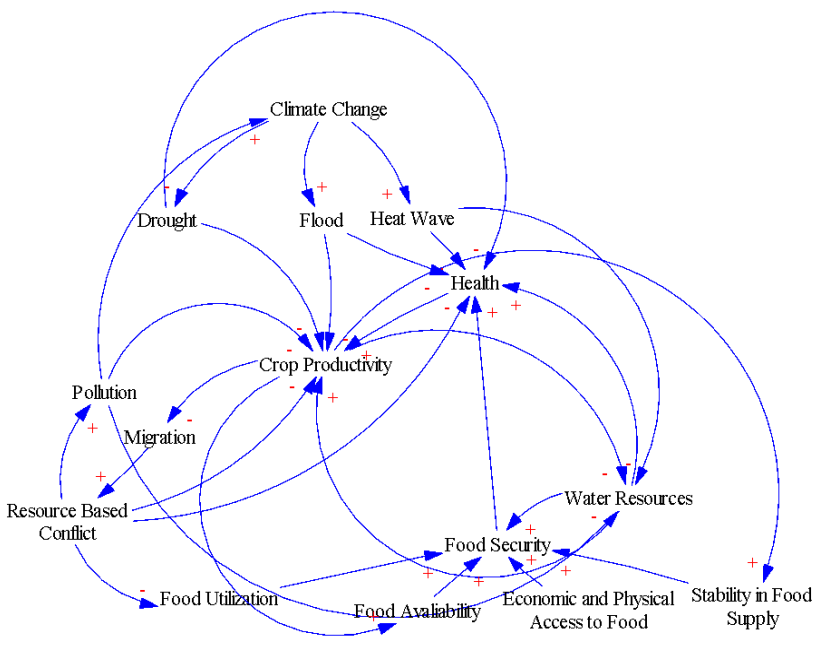 Climate Change
Drought
Flood
Heat Wave
Health
Crop Productivity
Pollution
Migration
Resource Based
Conflict
Water Resources
Food Security
Food Utilization
Food Avaliability
Economic and Physical
Access to Food
Stability in Food
Supply